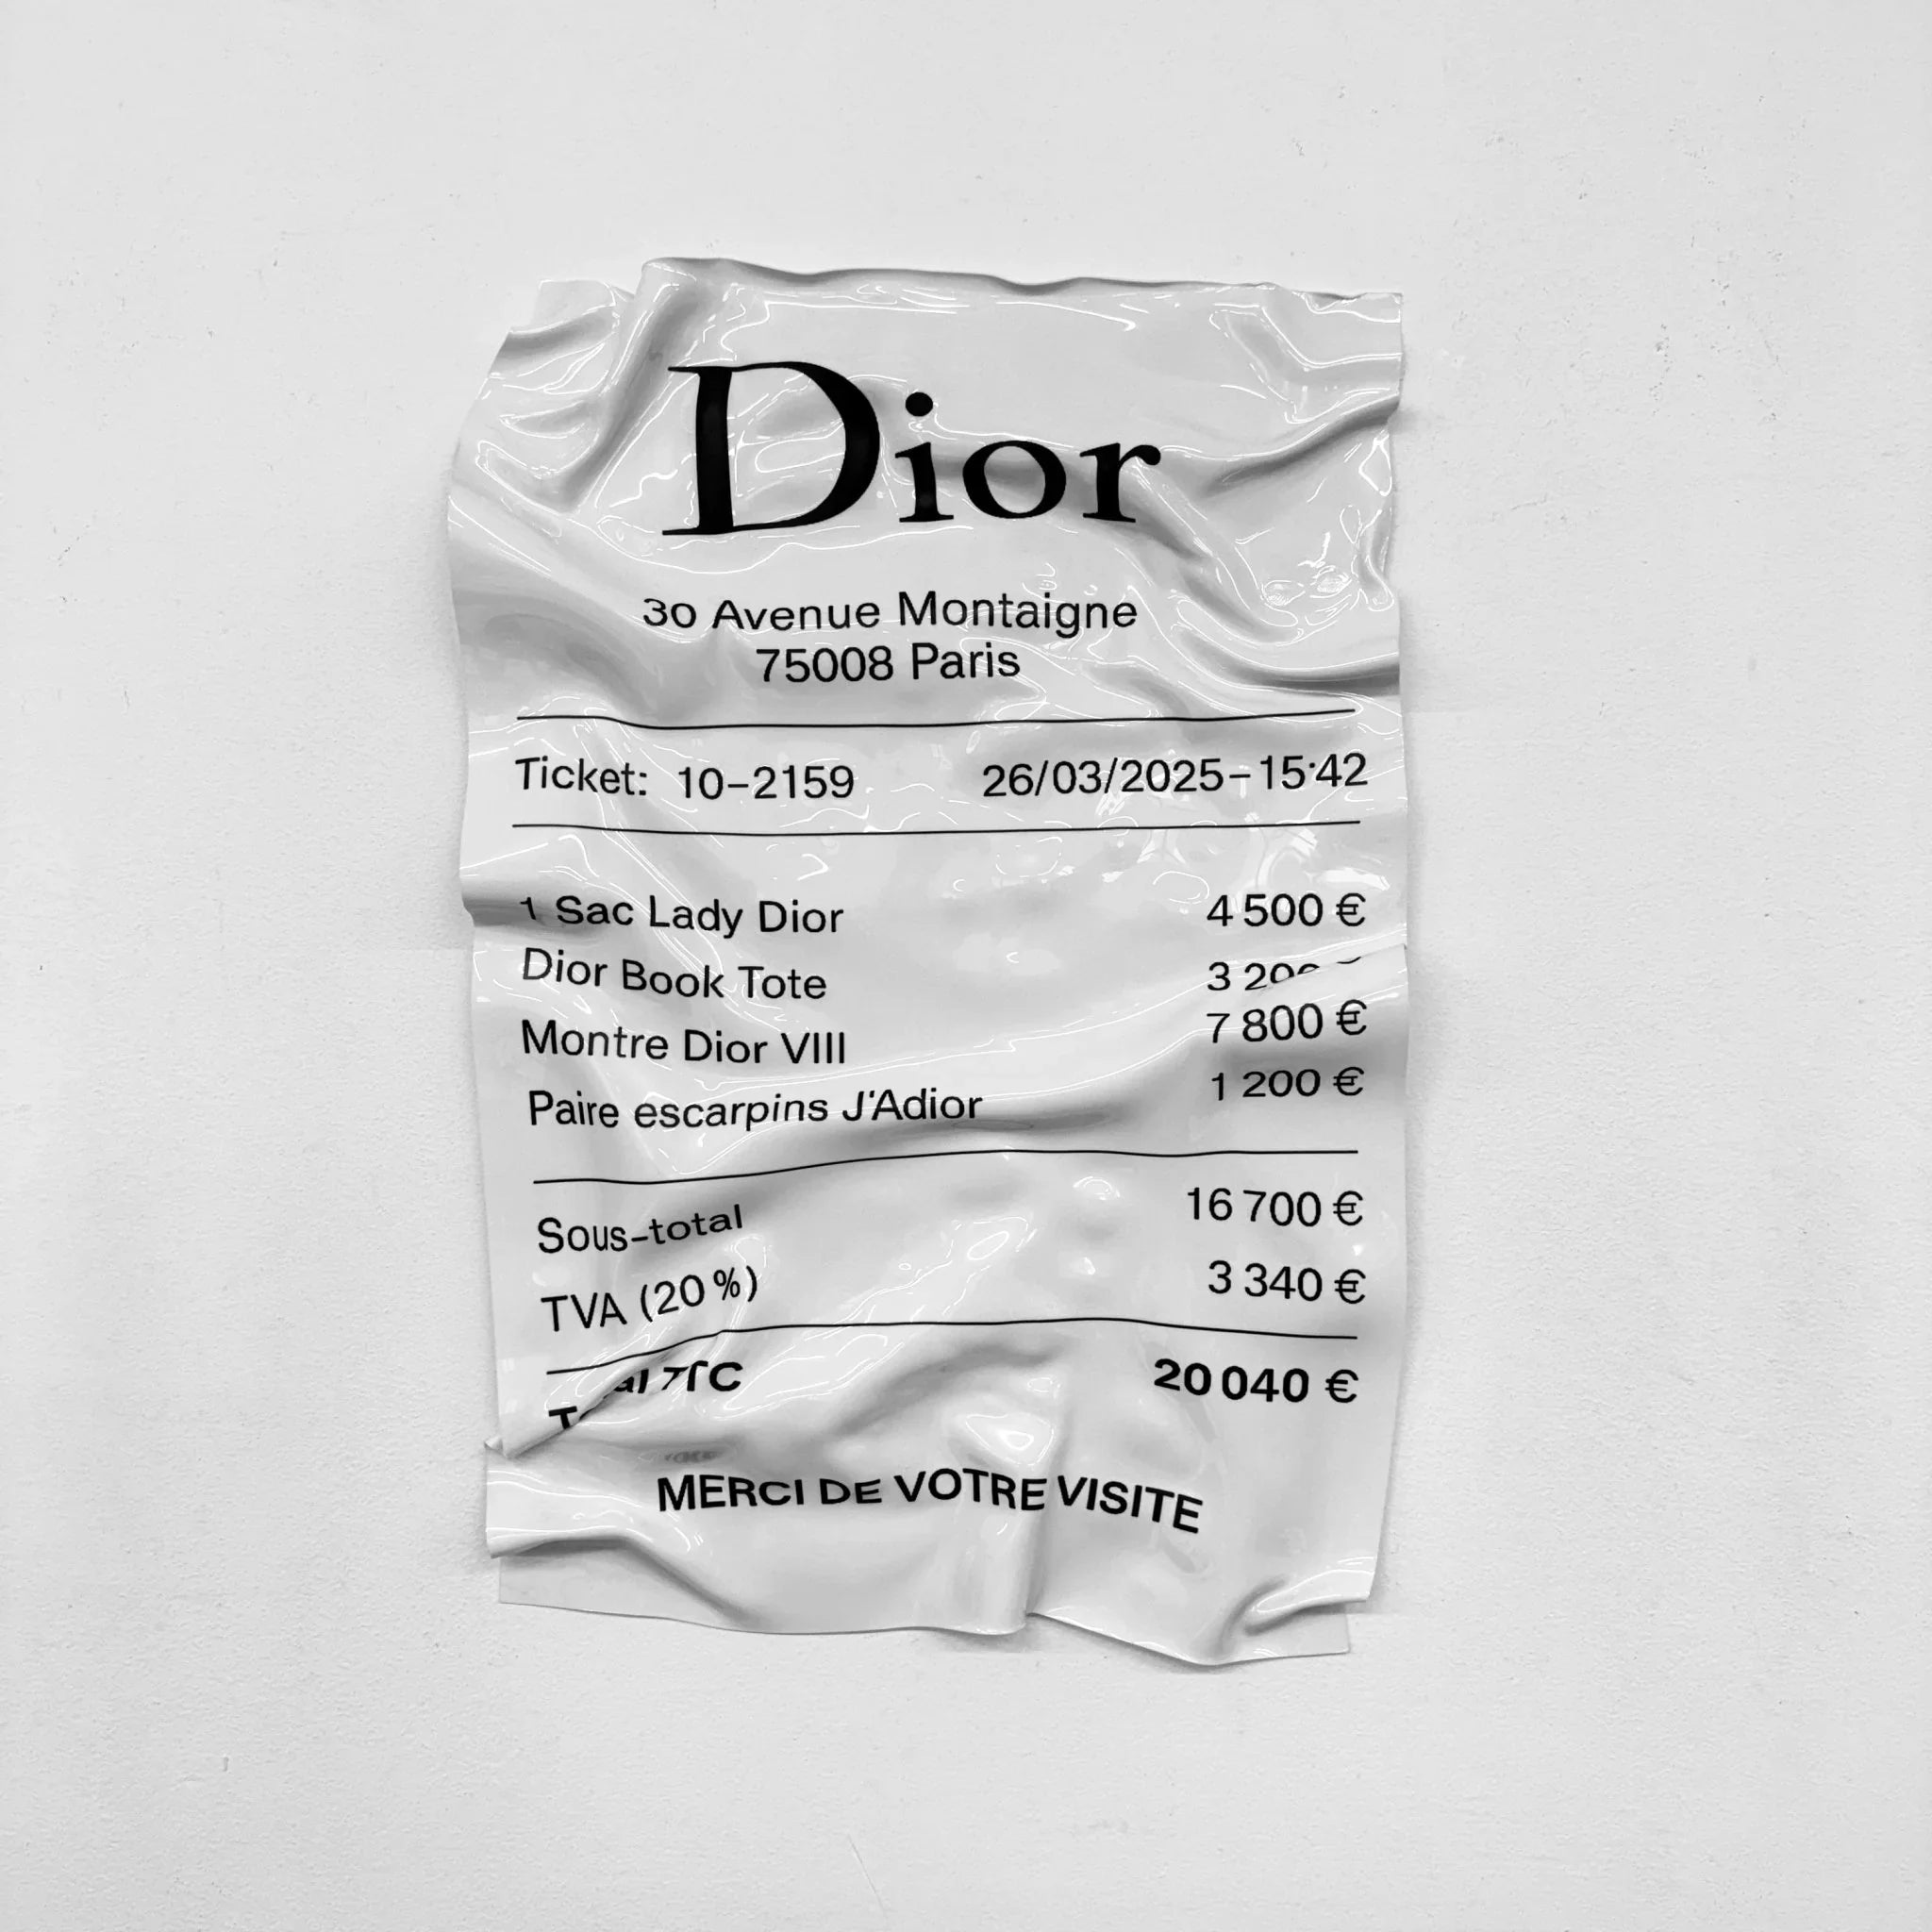 Dior
30 Avenue Montaigne
75008 Paris
Ticket: 10-2159 26/03/2025-15:42
1 Sac Lady Dior 4 500 €
Dior Book Tote
Montre Dior VIII 7 800 €
Paire escarpins J'Adior 1 200 €
Sous-total 16 700 €
TVA (20 %) 3 340 €
TTC 20 040 €
MERCI DE VOTRE VISITE